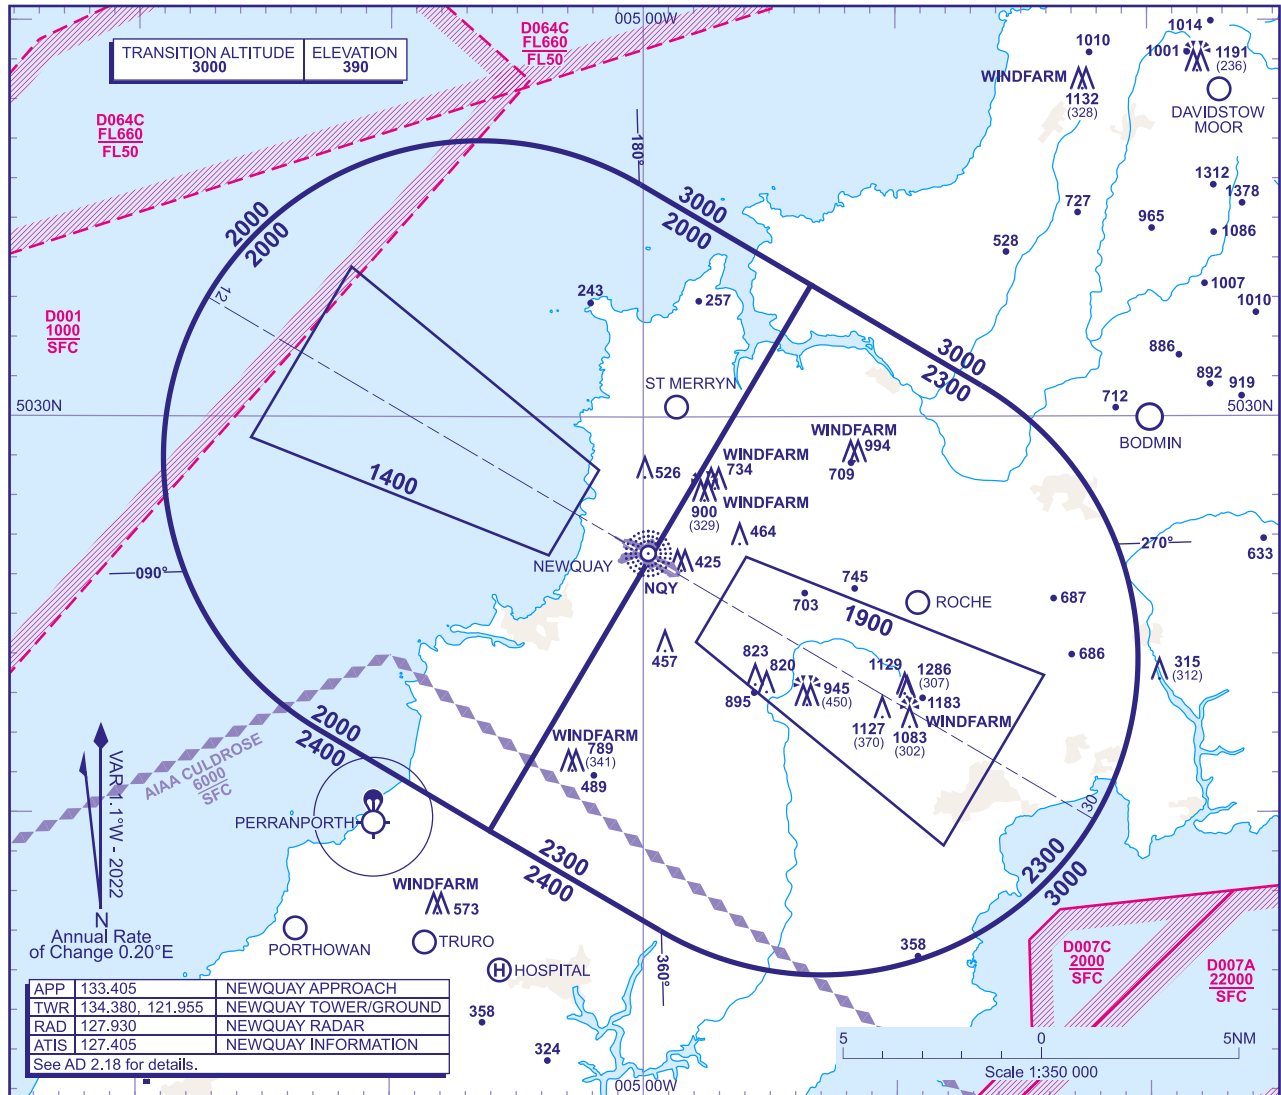 005 00W
1014
D064C
FL660
FL50
TRANSITION ALTITUDE
3000
ELEVATION
390
1010
1001
1191
(236)
WINDFARM
1132
(328)
DAVIDSTOW
MOOR
D064C
FL660
FL50
180°
1312
1378
2000
2000
3000
2000
727
965
1086
528
12
243
257
1007
1010
D001
1000
SFC
3000
2300
886
892
919
ST MERRYN
5030N
5030N
712
BODMIN
WINDFARM
994
709
1400
526
WINDFARM
734
WINDFARM
900
(329)
464
270°
633
NEWQUAY
425
NQY
090°
745
703
1900
ROCHE
687
457
823
820
895
945
(450)
1129
1286
(307)
1183
1127
(370)
1083
(302)
WINDFARM
686
315
(312)
2000
2400
WINDFARM
789
(341)
489
AIAA CULDROSE
6000
SFC
VAR 1.1°W - 2022
N
Annual Rate
of Change 0.20°E
PERRANPORTH
30
2300
2400
2300
3000
WINDFARM
573
PORTHOWAN
TRURO
HOSPITAL
H
360°
358
D007C
2000
SFC
D007A
22000
SFC
APP 133.405 NEWQUAY APPROACH
TWR 134.380, 121.955 NEWQUAY TOWER/GROUND
RAD 127.930 NEWQUAY RADAR
ATIS 127.405 NEWQUAY INFORMATION
See AD 2.18 for details.
358
324
5 0 5NM
Scale 1:350 000
005 00W